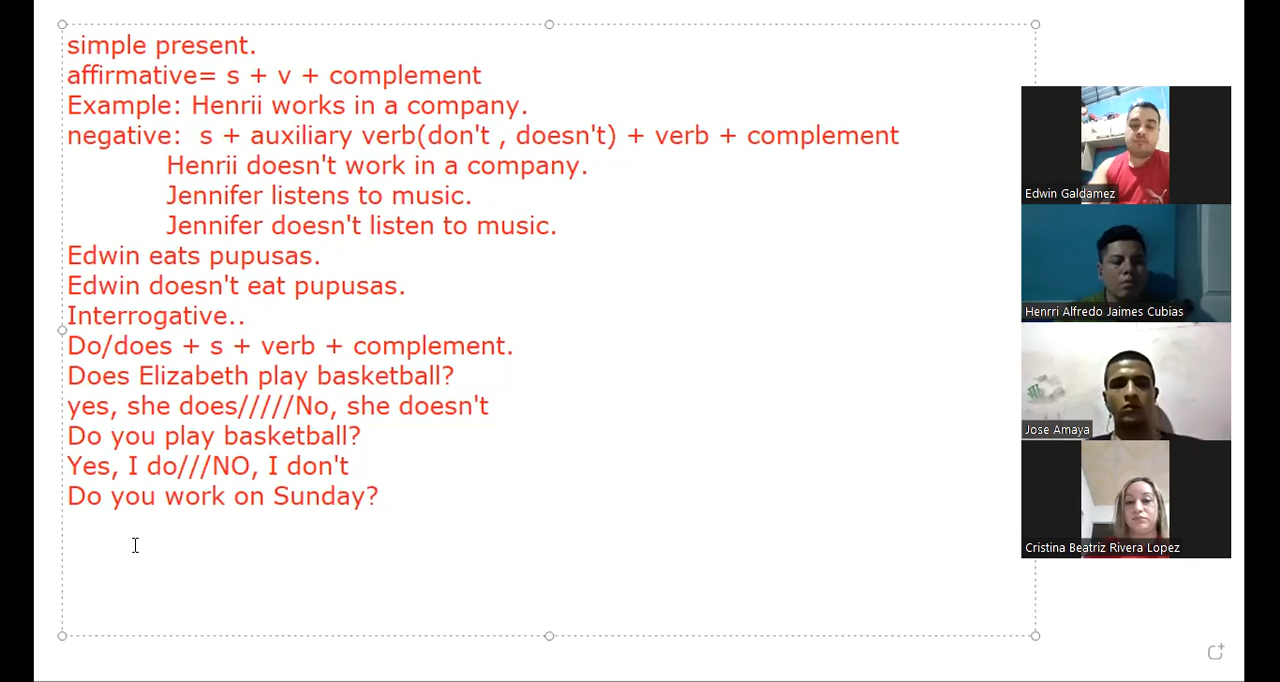 simple present.
affirmative= s + v + complement
Example: Henrii works in a company.
negative:  s + auxiliary verb(don't , doesn't) + verb + complement
Henrii doesn't work in a company.
Jennifer listens to music.
Jennifer doesn't listen to music.
Edwin eats pupusas.
Edwin doesn't eat pupusas.
Interrogative..
Do/does + s + verb + complement.
Does Elizabeth play basketball?
yes, she does/////No, she doesn't
Do you play basketball?
Yes, I do///NO, I don't
Do you work on Sunday?
Edwin Galdamez
Henrri Alfredo Jaimes Cubias
Jose Amaya
Cristina Beatriz Rivera Lopez